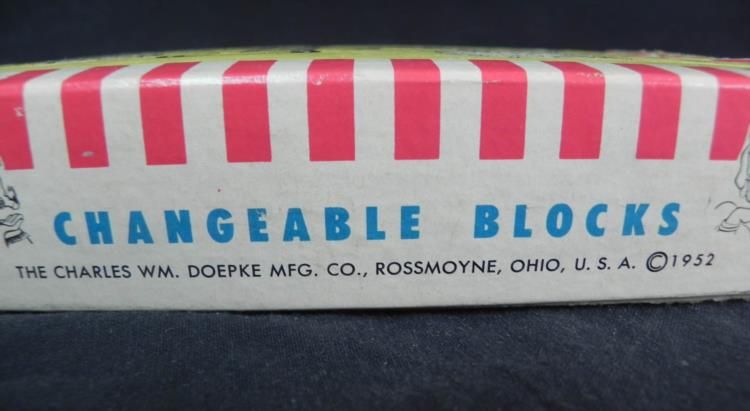 CHANGEABLE BLOCKS
THE CHARLES WM. DOEPKE MFG. CO., ROSSMOYNE, OHIO, U. S. A. ©1952